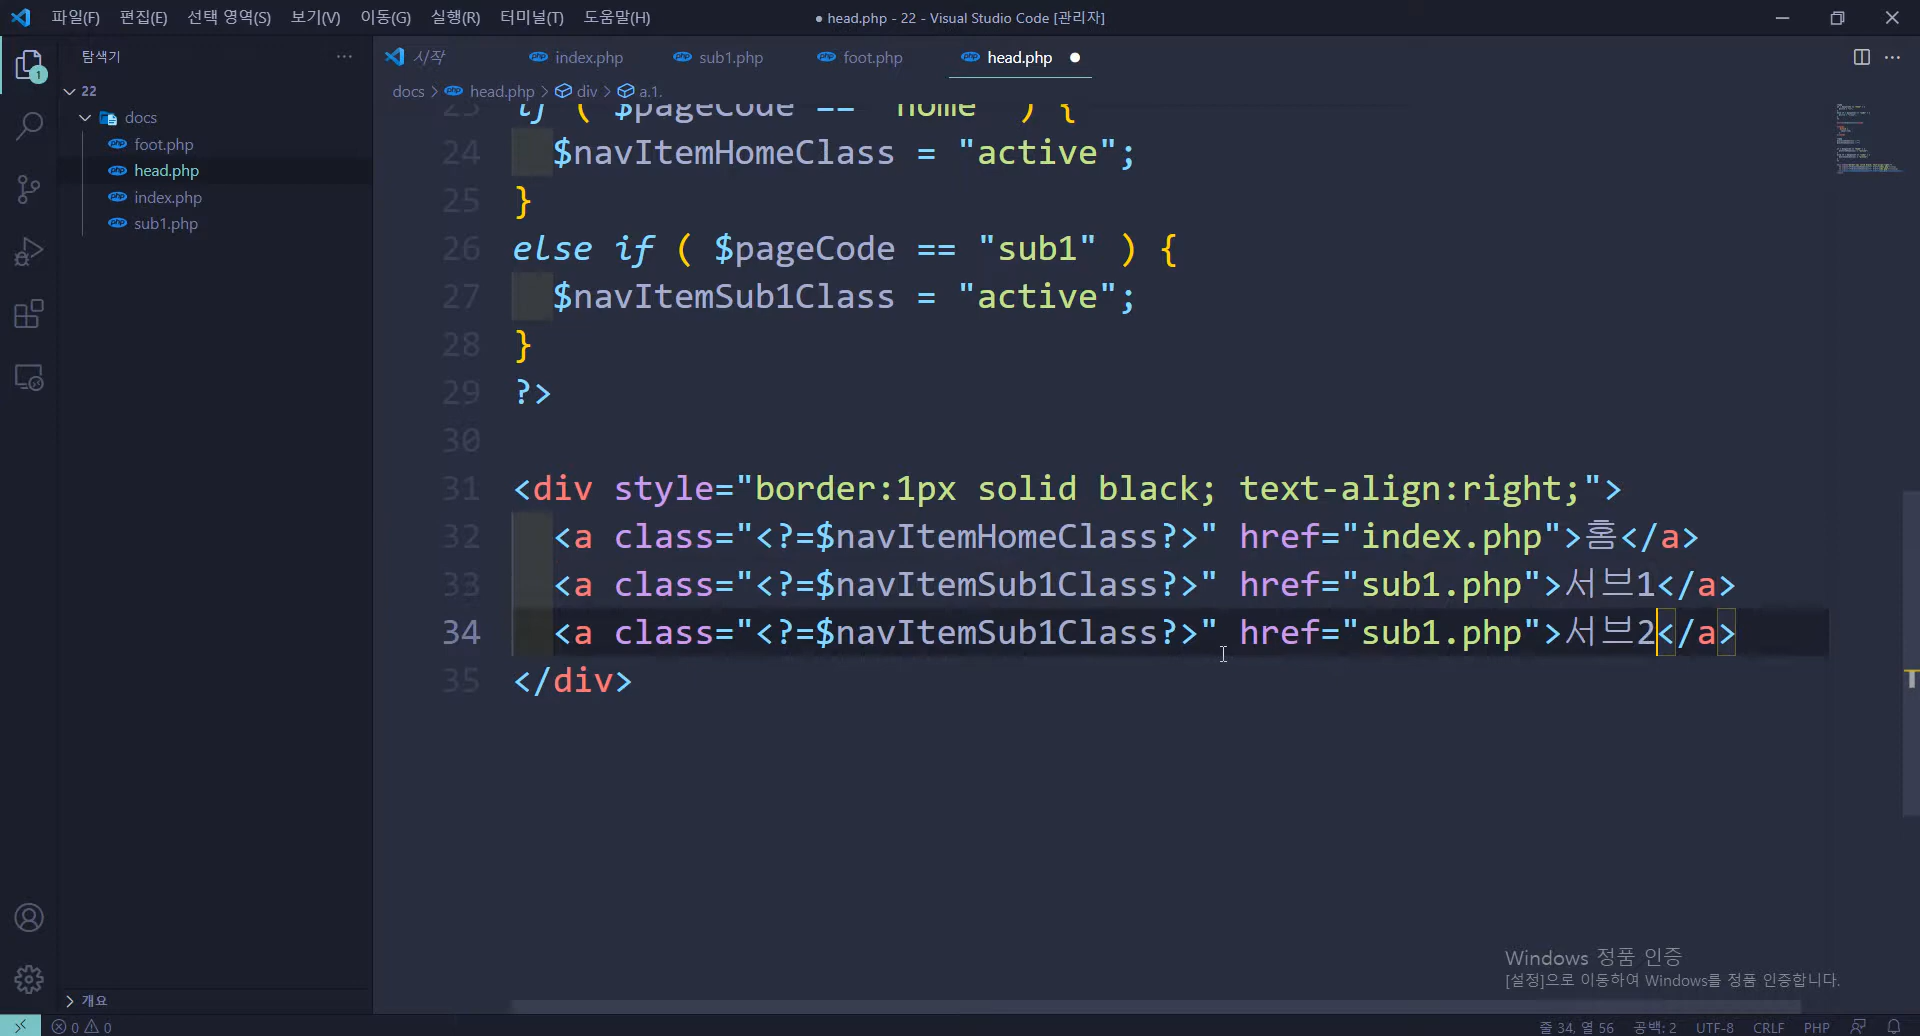 파일(F) 편집(E) 선택 영역(S) 보기(V) 이동(G) 실행(R) 터미널(T) 도움말(H)
● head.php - 22 - Visual Studio Code [관리자]
탐색기 ···
시작 index.php sub1.php foot.php head.php ●
1
22
docs > head.php > div > a.1.
docs
foot.php
head.php
index.php
sub1.php
23 if ( $pageCode == "home" ) {
24 $navItemHomeClass = "active";
25 }
26 else if ( $pageCode == "sub1" ) {
27 $navItemSub1Class = "active";
28 }
29 ?>
30
31 <div style="border:1px solid black; text-align:right;">
32 <a class="<?=$navItemHomeClass?>" href="index.php">홈</a>
33 <a class="<?=$navItemSub1Class?>" href="sub1.php">서브1</a>
34 <a class="<?=$navItemSub1Class?>" href="sub1.php">서브2</a>
35 </div>
Windows 정품 인증
[설정]으로 이동하여 Windows를 정품 인증합니다.
개요
0 0 줄 34, 열 56 공백: 2 UTF-8 CRLF PHP